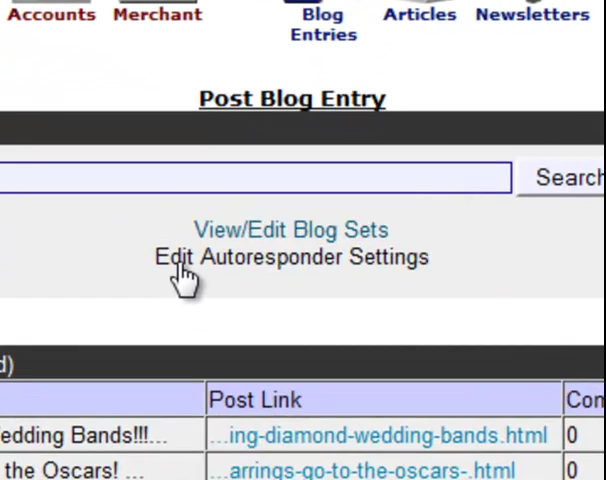 Accounts Merchant Blog Entries Articles Newsletters
Post Blog Entry
Search
View/Edit Blog Sets
Edit Autoresponder Settings
d)
Post Link Com
edding Bands!!!... ...ing-diamond-wedding-bands.html 0
the Oscars! ... ...arrings-go-to-the-oscars-.html 0